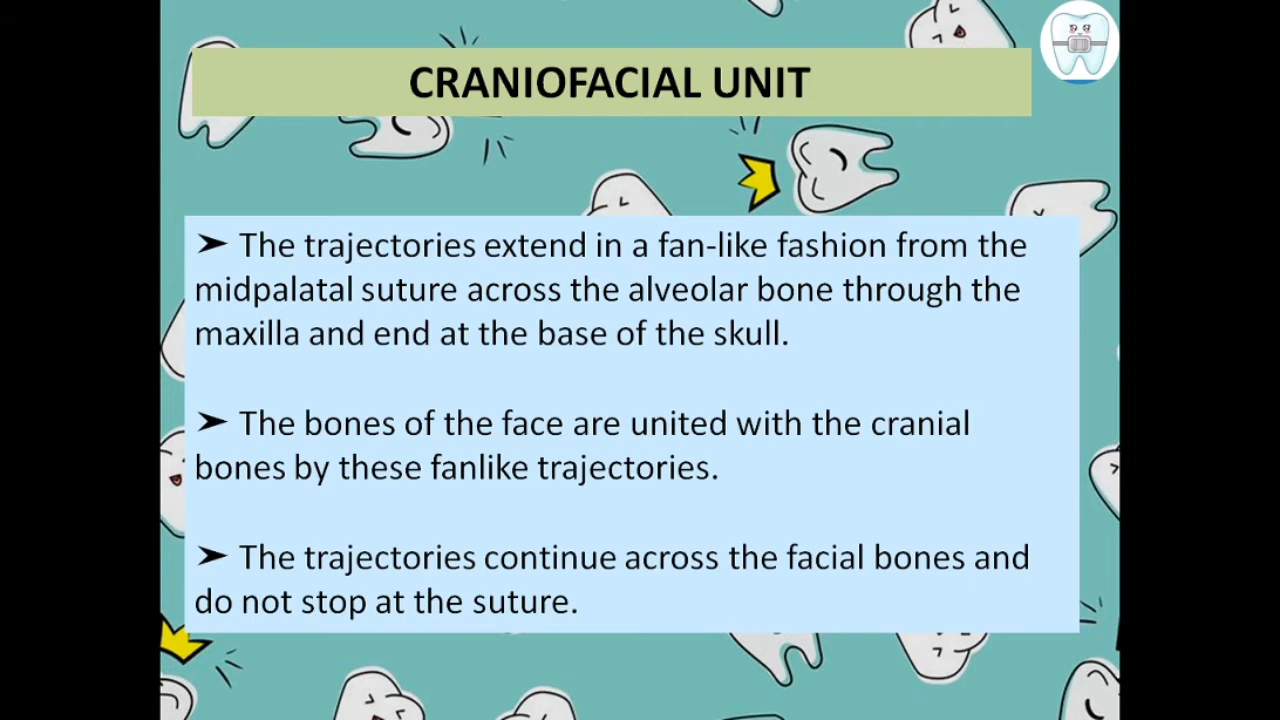 CRANIOFACIAL UNIT
➤ The trajectories extend in a fan-like fashion from the
midpalatal suture across the alveolar bone through the
maxilla and end at the base of the skull.
➤ The bones of the face are united with the cranial
bones by these fanlike trajectories.
➤ The trajectories continue across the facial bones and
do not stop at the suture.